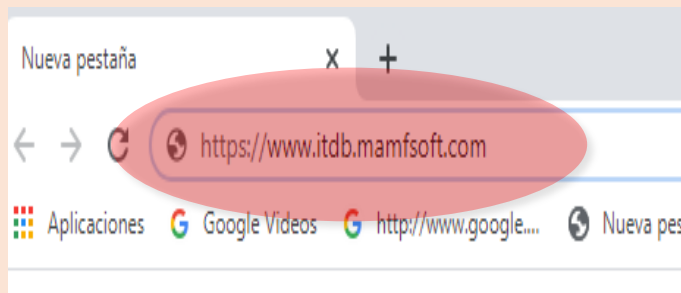 Nueva pestaña
https://www.itdb.mamfsoft.com
Aplicaciones Google Videos http://www.google.... Nueva pes